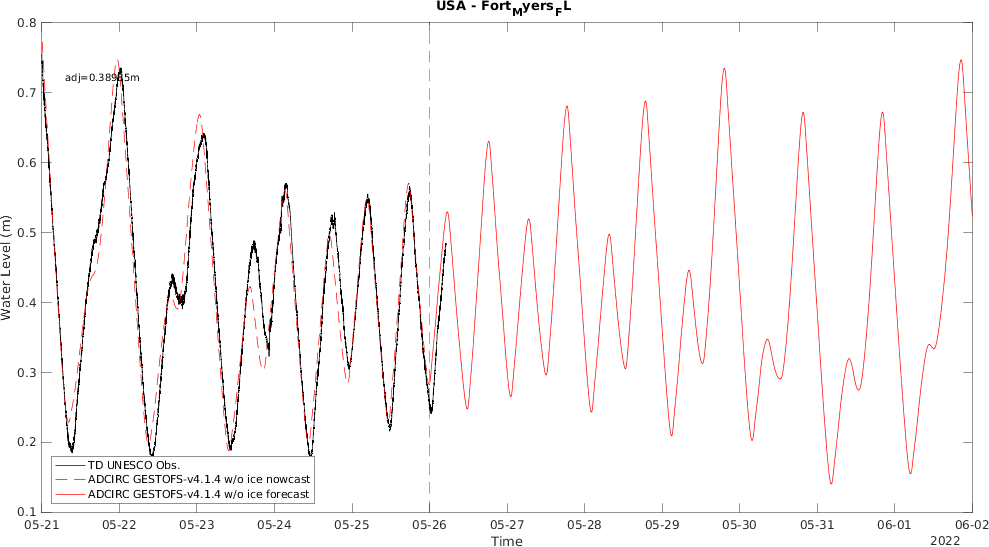 USA - Fort_Myers_FL
adj=0.38985m
0.8
0.7
0.6
0.5
0.4
0.3
0.2
0.1
Water Level (m)
TD UNESCO Obs.
ADCIRC GESTOFS-v4.1.4 w/o ice nowcast
ADCIRC GESTOFS-v4.1.4 w/o ice forecast
05-21 05-22 05-23 05-24 05-25 05-26 05-27 05-28 05-29 05-30 05-31 06-01 06-02
Time
2022